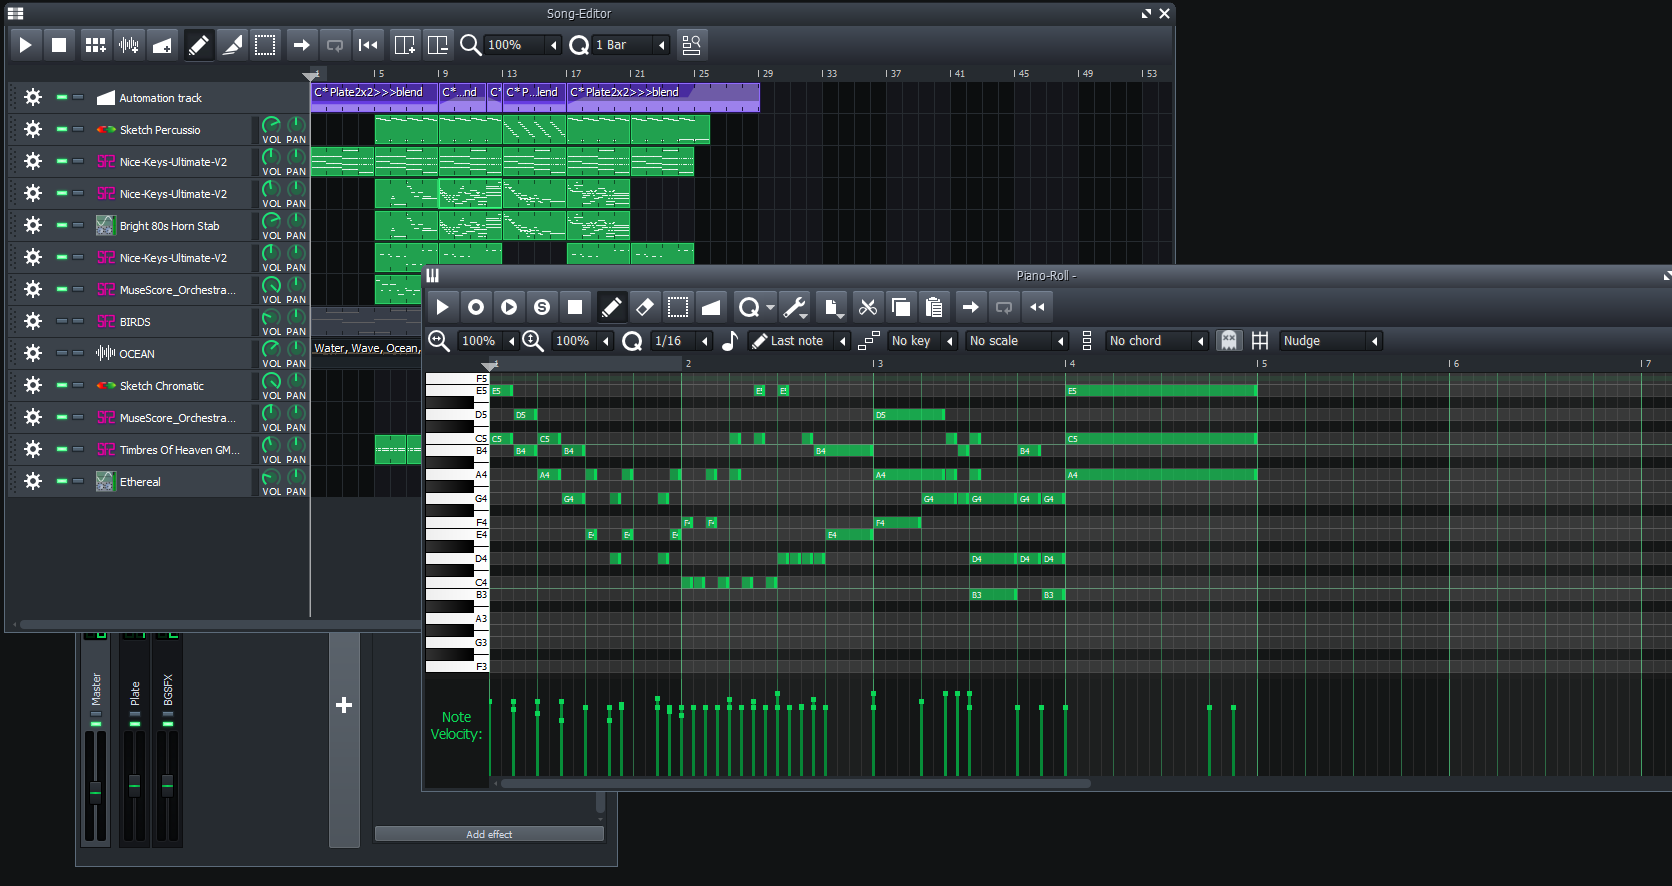 Song-Editor
100%
1 Bar
1 5 9 13 17 21 25 29 33 37 41 45 49 53
Automation track
C* Plate2x2>>>blend C*...nd C* C* P...lend C* Plate2x2>>>blend
Sketch Percussio VOL PAN
Nice-Keys-Ultimate-V2 VOL PAN
Nice-Keys-Ultimate-V2 VOL PAN
Bright 80s Horn Stab VOL PAN
Nice-Keys-Ultimate-V2 VOL PAN
MuseScore_Orchestra... VOL PAN
BIRDS VOL PAN
OCEAN VOL PAN
Water, Wave, Ocean,
Sketch Chromatic VOL PAN
MuseScore_Orchestra... VOL PAN
Timbres Of Heaven GM... VOL PAN
Ethereal VOL PAN
Piano-Roll -
100% 100% 1/16 Last note No key No scale No chord Nudge
1 2 3 4 5 6 7
F5
E5 E5 E5
D5 D5 D5
C5 C5 C5 C5
B4 B4 B4 B4 B4
A4 A4 A4 A4
G4 G4 G4 G4 G4 G4
F4 F4
E4 E4
D4 D4 D4 D4
C4
B3 B3 B3
A3
G3
F3
Note
Velocity:
Master
Plate
BGSFX
Add effect